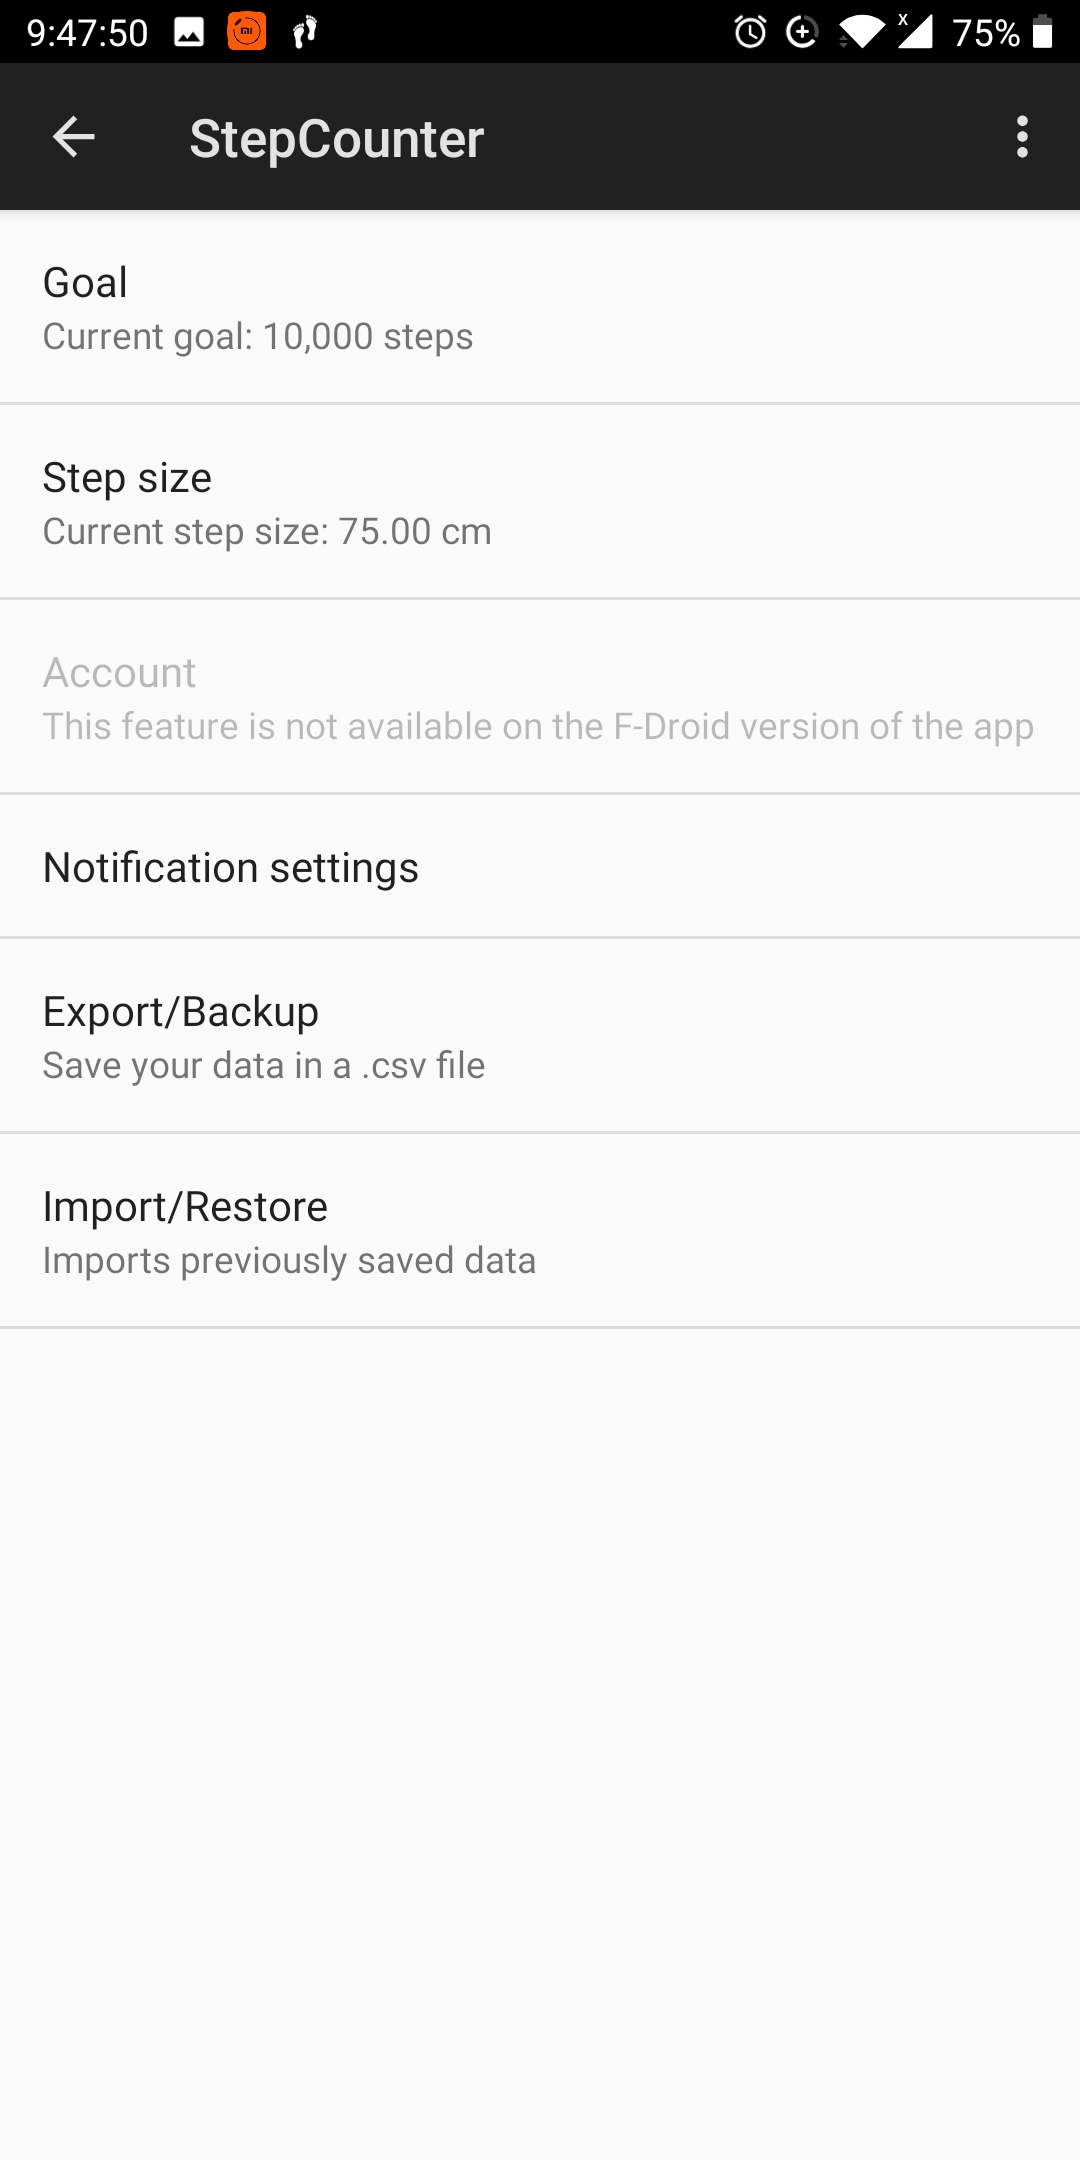 9:47:50
75%
StepCounter
Goal
Current goal: 10,000 steps
Step size
Current step size: 75.00 cm
Account
This feature is not available on the F-Droid version of the app
Notification settings
Export/Backup
Save your data in a .csv file
Import/Restore
Imports previously saved data